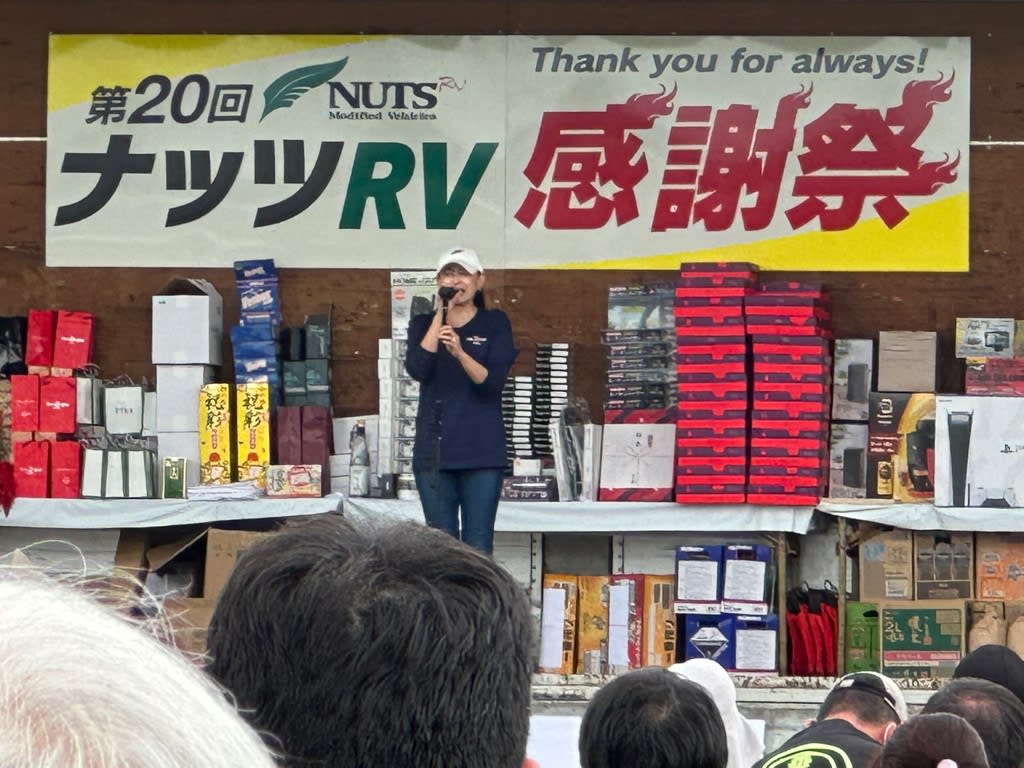 第20回
NUTS RV
Modified Vehicles
ナッツRV
Thank you for always!
感謝祭